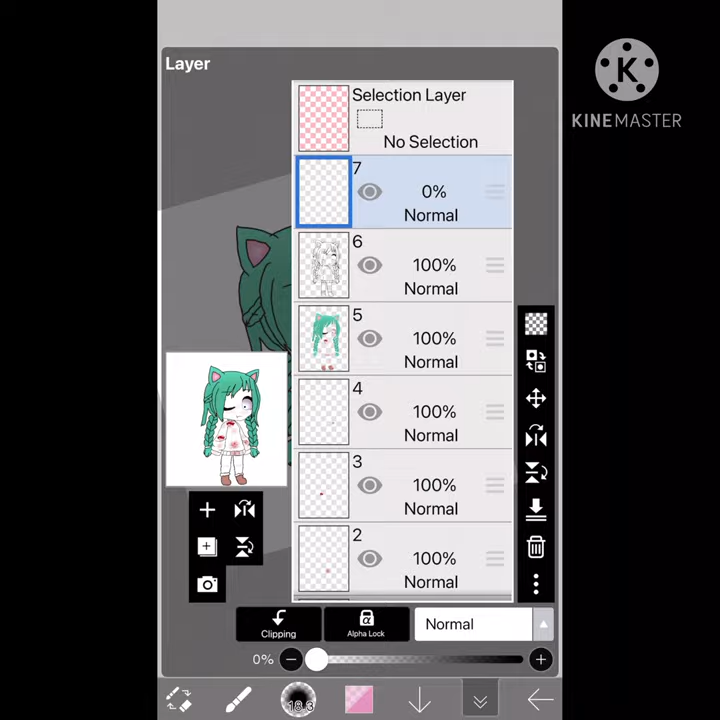 Layer
Selection Layer
No Selection
7
0%
Normal
6
100%
Normal
5
100%
Normal
4
100%
Normal
3
100%
Normal
2
100%
Normal
Clipping
α
Alpha Lock
Normal
0%
18.3
K
KINEMASTER